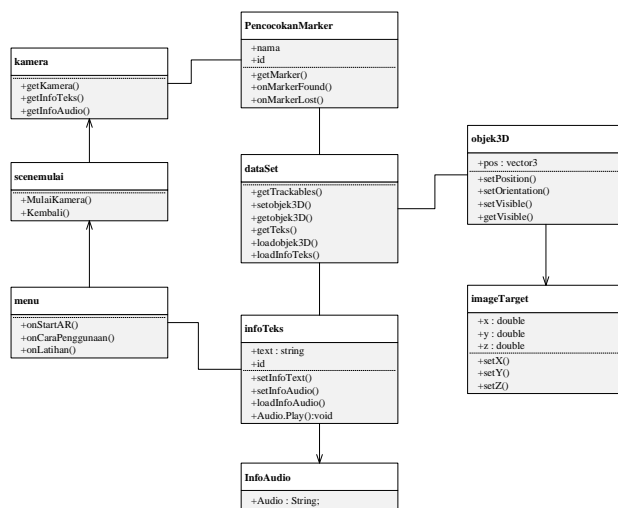 PencocokanMarker
+nama
+id
+getMarker()
+onMarkerFound()
+onMarkerLost()
kamera
+getKamera()
+getInfoTeks()
+getInfoAudio()
objek3D
+pos : vector3
+setPosition()
+setOrientation()
+setVisible()
+getVisible()
scenemulai
+MulaiKamera()
+Kembali()
dataSet
+getTrackables()
+setobjek3D()
+getobjek3D()
+getTeks()
+loadobjek3D()
+loadInfoTeks()
menu
+onStartAR()
+onCaraPenggunaan()
+onLatihan()
infoTeks
+text : string
+id
+setInfoText()
+setInfoAudio()
+loadInfoAudio()
+Audio.Play():void
imageTarget
+x : double
+y : double
+z : double
+setX()
+setY()
+setZ()
InfoAudio
+Audio : String;